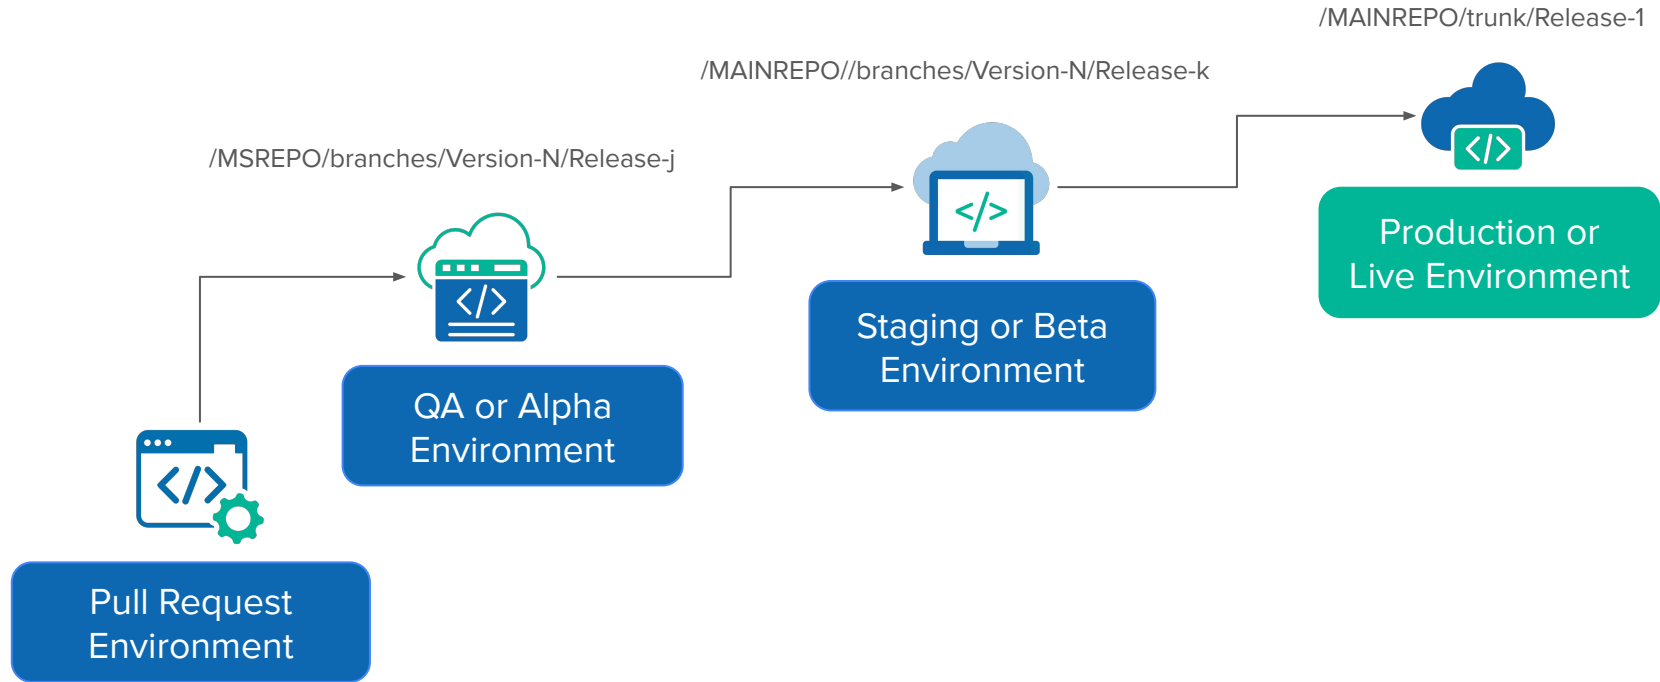 /MAINREPO/trunk/Release-1
/MAINREPO//branches/Version-N/Release-k
/MSREPO/branches/Version-N/Release-j
</>
</>
</>
</>
Production or
Live Environment
Staging or Beta
Environment
QA or Alpha
Environment
Pull Request
Environment